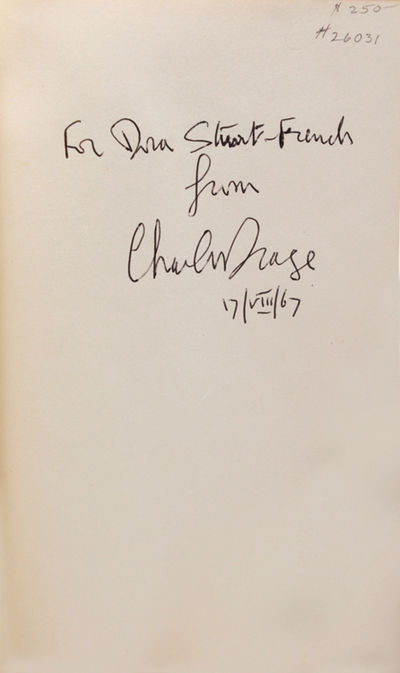 $ 250-
#26031
For Dora Stuart-French
from
Charles Drage
17/VIII/67